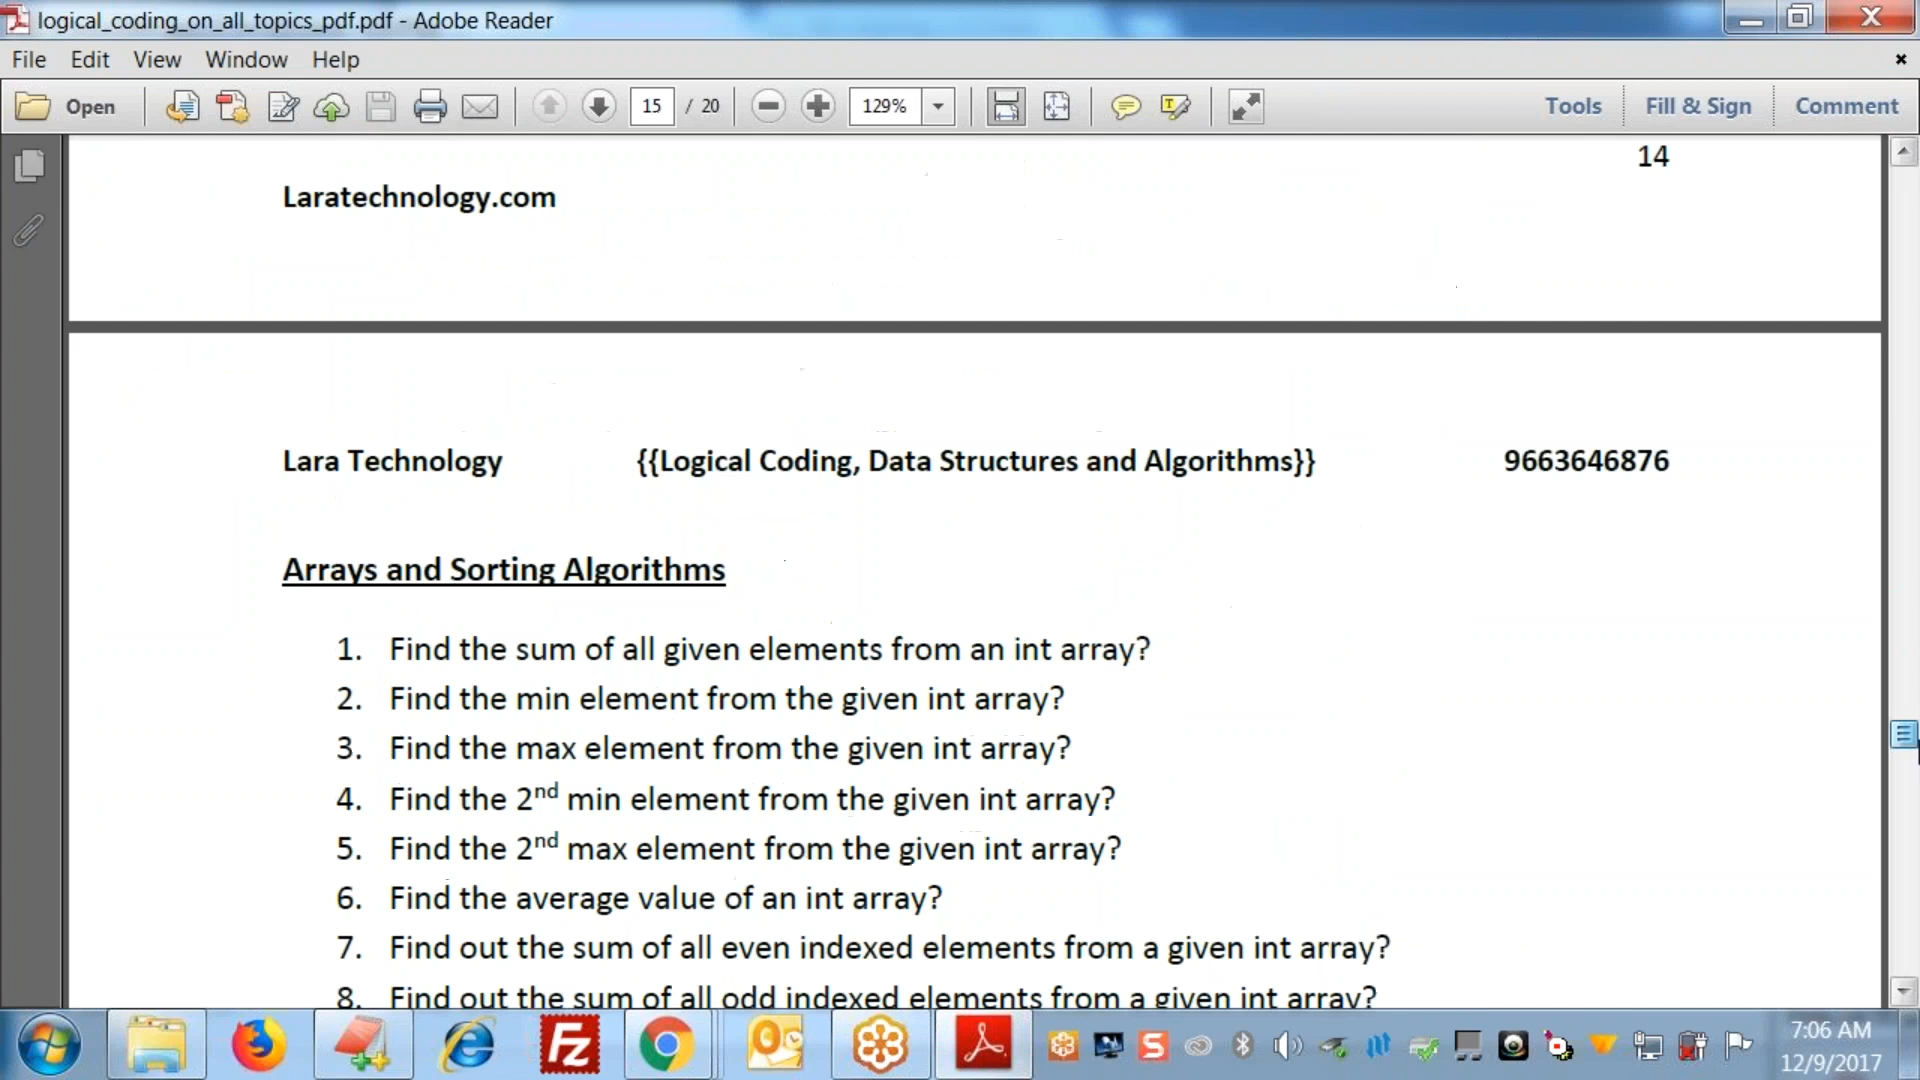 logical_coding_on_all_topics_pdf.pdf - Adobe Reader
File Edit View Window Help
Open 15 / 20 129% Tools Fill & Sign Comment
14
Laratechnology.com
Lara Technology {{Logical Coding, Data Structures and Algorithms}} 9663646876
Arrays and Sorting Algorithms
1. Find the sum of all given elements from an int array?
2. Find the min element from the given int array?
3. Find the max element from the given int array?
4. Find the 2nd min element from the given int array?
5. Find the 2nd max element from the given int array?
6. Find the average value of an int array?
7. Find out the sum of all even indexed elements from a given int array?
8. Find out the sum of all odd indexed elements from a given int array?
7:06 AM
12/9/2017